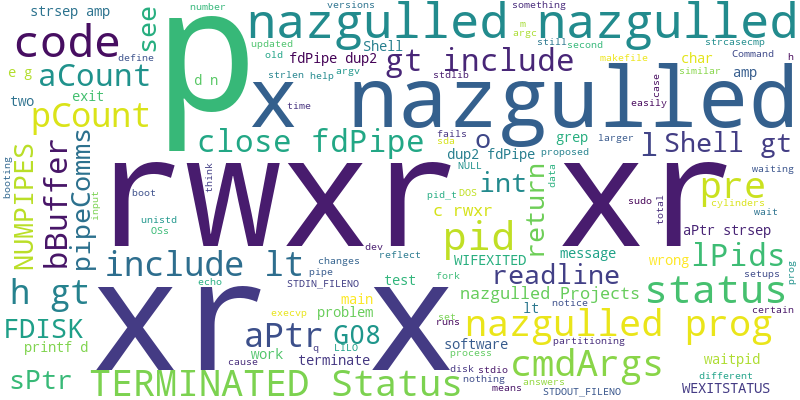 strsep amp
number
versions
something
nazgulled
nazgulled
updated
m
still
second
strcasecmp
old
fdPipe dup2
Shell
argc
makefile
Command
h
define
code
see
p
gt include
e g
aCount
d n
strlen
help
argv
stdlib
char
similar
amp
case
two
exit
x
nazgulled
easily
pCount
time
close fdPipe
o
grep
larger
l
Shell gt
fails
sda
dup2 fdPipe
proposed
NULL
waiting
booting
NUMPIPES
bBuffer
pipeComms
rwxr
xr
think
int
return
data
pre
DOS
pid_t
boot
cylinders
input
c rwxr
sudo
total
wait
unistd
OSs
pid
aPtr strsep
dev
reflect
WIFEXITED
message
wrong
lPids
include lt
changes
pipe
readline
setups
prog
h gt
echo
STDIN_FILENO
test
fork
nazgulled Projects
notice
status
xr
x
main
execvp
set
lt
certain
FDISK
aPtr
GO8
problem
runs
nazgulled prog
printf d
q
LILO
software
partitioning
work
terminate
process
waitpid
cause
disk
stdio
cmdArgs
different
sPtr
TERMINATED Status
nothing
means
answers
STDOUT_FILENO
WEXITSTATUS